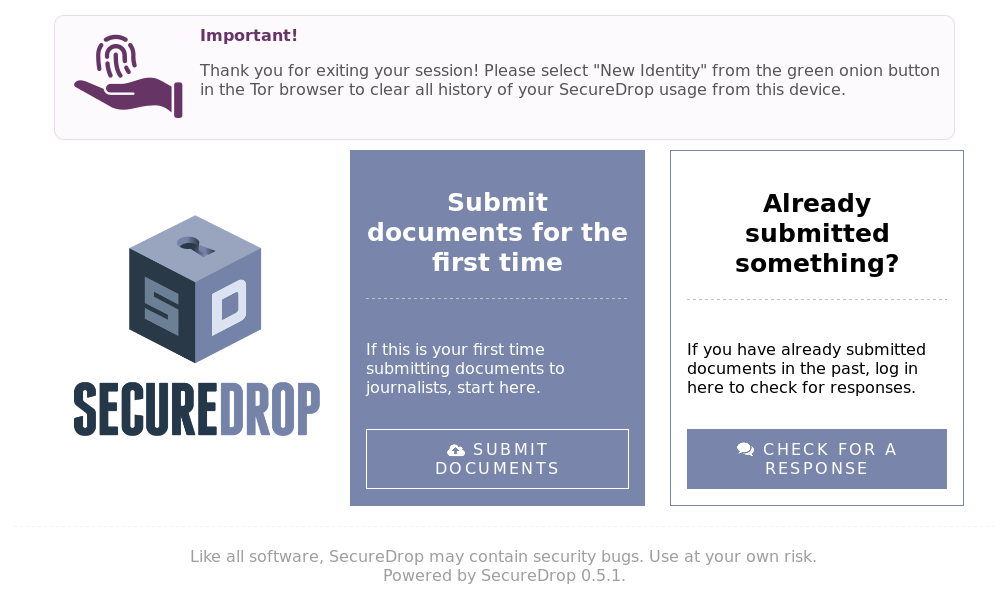 Important!
Thank you for exiting your session! Please select "New Identity" from the green onion button
in the Tor browser to clear all history of your SecureDrop usage from this device.
S D
SECUREDROP
Submit
documents for the
first time
If this is your first time
submitting documents to
journalists, start here.
SUBMIT
DOCUMENTS
Already
submitted
something?
If you have already submitted
documents in the past, log in
here to check for responses.
CHECK FOR A
RESPONSE
Like all software, SecureDrop may contain security bugs. Use at your own risk.
Powered by SecureDrop 0.5.1.